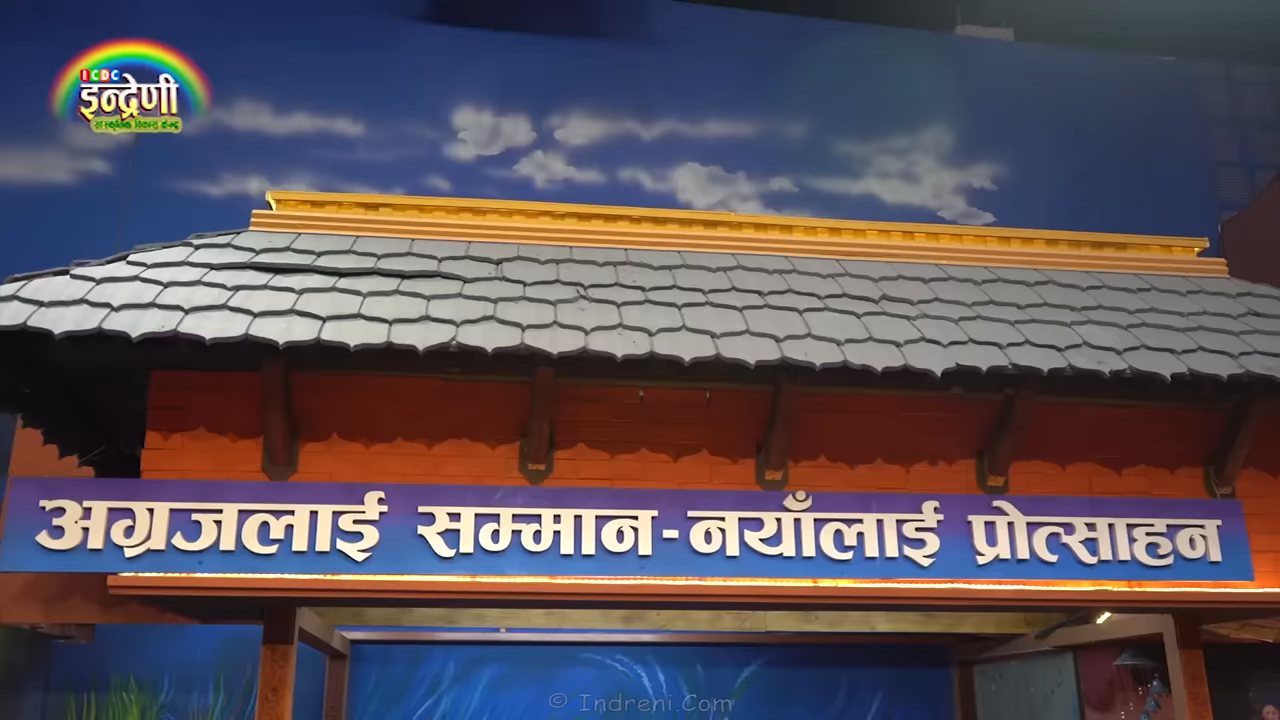 ICDC
इन्द्रेणी
सांस्कृतिक विकास केन्द्र
अग्रजलाई सम्मान - नयाँलाई प्रोत्साहन
© Indreni.Com